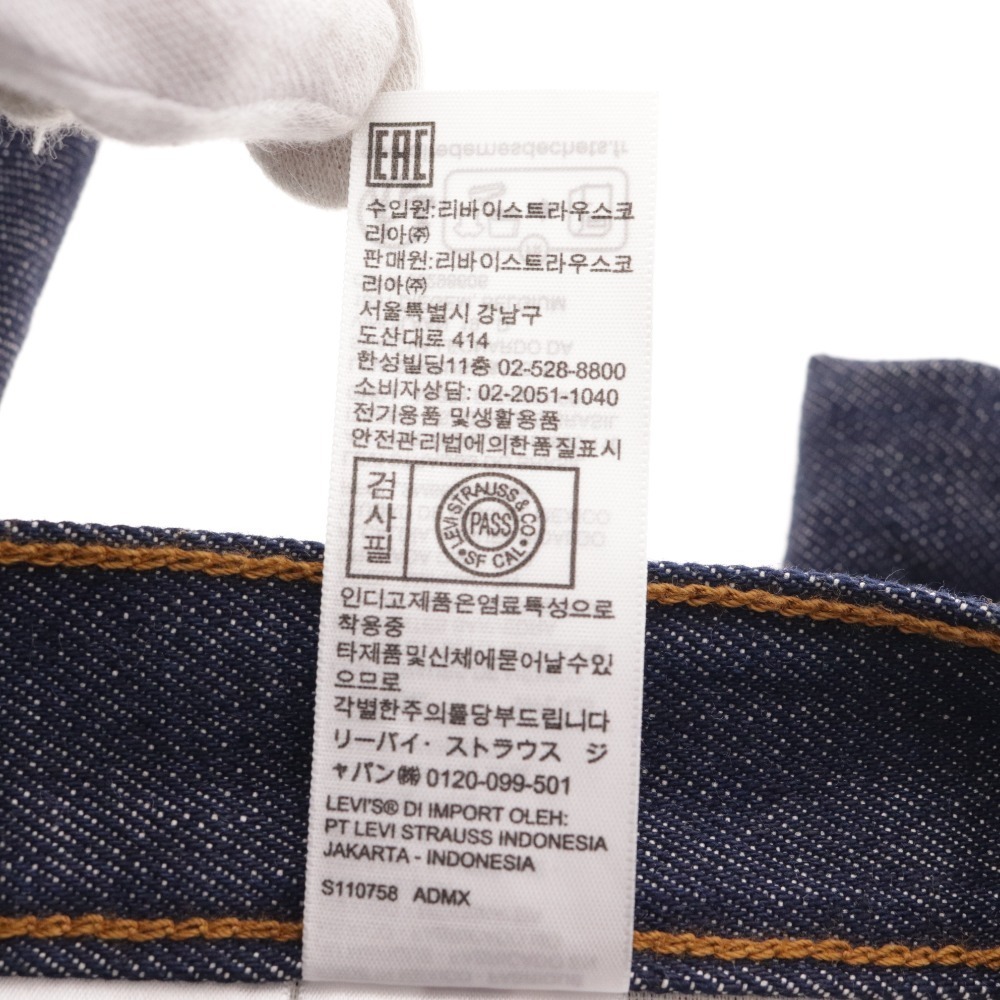 EAC
수입원:리바이스트라우스코
리아㈜
판매원:리바이스트라우스코
리아㈜
서울특별시 강남구
도산대로 414
한성빌딩11층 02-528-8800
소비자상담: 02-2051-1040
전기용품 및생활용품
안전관리법에의한품질표시
검사필
LEVI STRAUSS & CO
PASS
SF CAL
인디고제품은염료특성으로
착용중
타제품및신체에묻어날수있
으므로
각별한주의를당부드립니다
リーバイ・ストラウス ジ
ャパン㈱ 0120-099-501
LEVI'S® DI IMPORT OLEH:
PT LEVI STRAUSS INDONESIA
JAKARTA - INDONESIA
S110758 ADMX